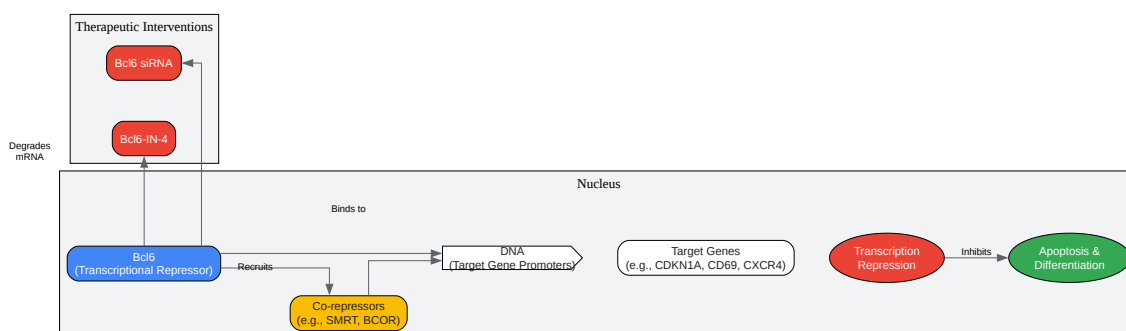 Therapeutic Interventions
Bcl6 siRNA
Bcl6-IN-4
Degrades
mRNA
Nucleus
Binds to
Bcl6
(Transcriptional Repressor)
Recruits
Co-repressors
(e.g., SMRT, BCOR)
DNA
(Target Gene Promoters)
Target Genes
(e.g., CDKN1A, CD69, CXCR4)
Transcription
Repression
Inhibits
Apoptosis &
Differentiation